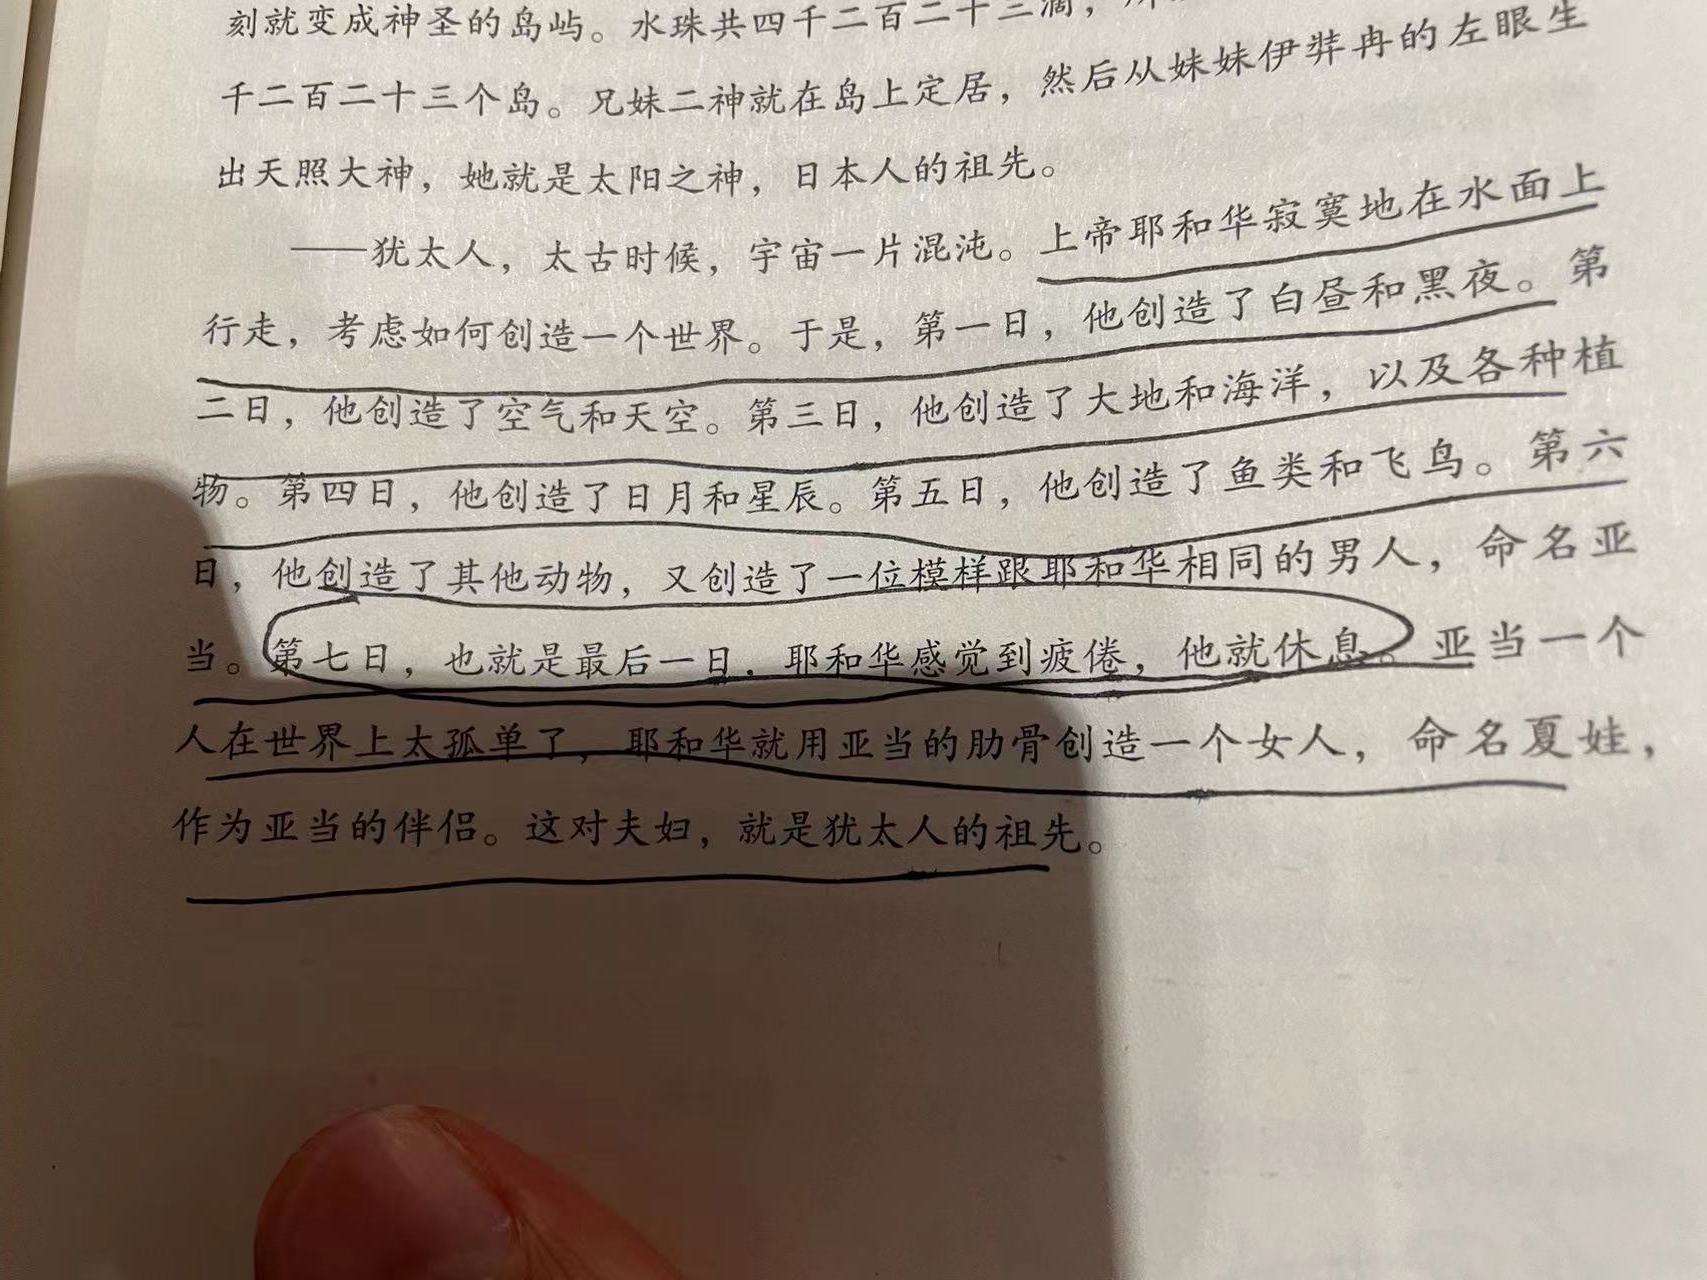 刻就变成神圣的岛屿。水珠共四千二百二十三滴，
千二百二十三个岛。兄妹二神就在岛上定居，然后从妹妹伊弉冉的左眼生
出天照大神，她就是太阳之神，日本人的祖先。
——犹太人，太古时候，宇宙一片混沌。上帝耶和华寂寞地在水面上
行走，考虑如何创造一个世界。于是，第一日，他创造了白昼和黑夜。第
二日，他创造了空气和天空。第三日，他创造了大地和海洋，以及各种植
物。第四日，他创造了日月和星辰。第五日，他创造了鱼类和飞鸟。第六
日，他创造了其他动物，又创造了一位模样跟耶和华相同的男人，命名亚
当。第七日，也就是最后一日，耶和华感觉到疲倦，他就休息。亚当一个
人在世界上太孤单了，耶和华就用亚当的肋骨创造一个女人，命名夏娃，
作为亚当的伴侣。这对夫妇，就是犹太人的祖先。